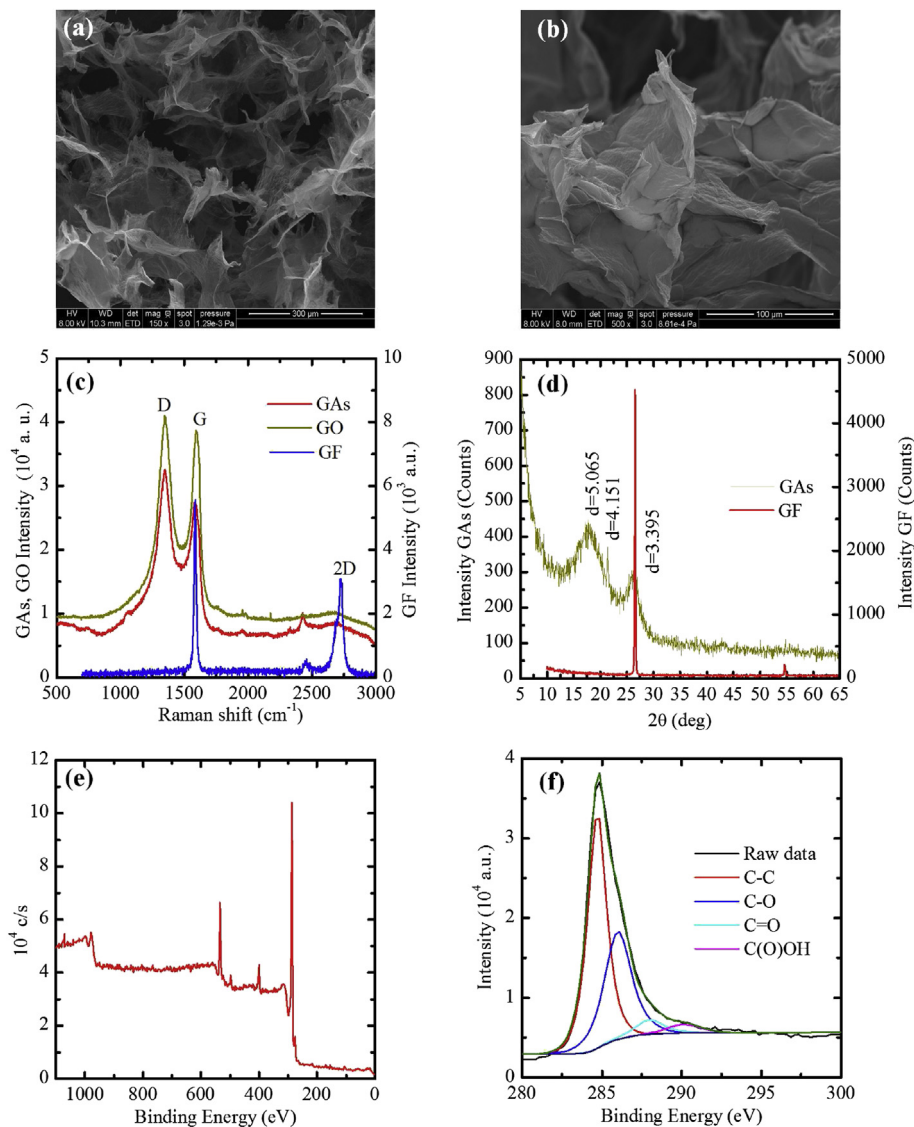 (a)
HV WD det mag spot pressure
8.00 kV 10.3 mm ETD 150 x 3.0 1.29e-3 Pa
300 µm
(b)
HV WD det mag spot pressure
8.00 kV 8.0 mm ETD 500 x 3.0 8.61e-4 Pa
100 µm
(c)
5
4
3
2
1
0
GAs, GO Intensity (10⁴ a. u.)
10
8
6
4
2
0
GF Intensity (10³ a.u.)
D
G
2D
GAs
GO
GF
500 1000 1500 2000 2500 3000
Raman shift (cm⁻¹)
(d)
900
800
700
600
500
400
300
200
100
0
Intensity GAs (Counts)
5000
4000
3000
2000
1000
0
Intensity GF (Counts)
d=5.065
d=4.151
d=3.395
GAs
GF
5 10 15 20 25 30 35 40 45 50 55 60 65
2θ (deg)
(e)
12
10
8
6
4
2
0
10⁴ c/s
1000 800 600 400 200 0
Binding Energy (eV)
(f)
4
3
2
1
0
Intensity (10⁴ a.u.)
Raw data
C-C
C-O
C=O
C(O)OH
280 285 290 295 300
Binding Energy (eV)